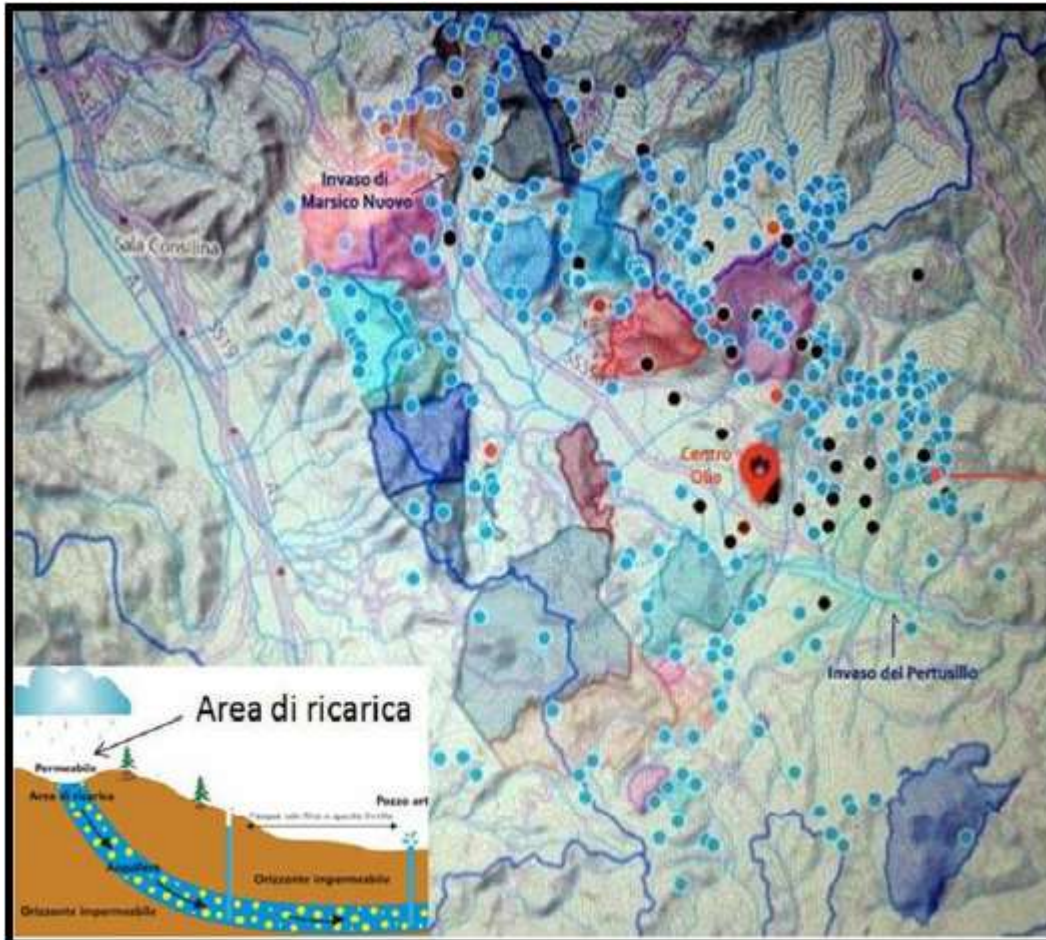 Invaso di
Marsico Nuovo
Sala Consilina
SS19
Centro
Olio
Invaso del Pertusillo
Area di ricarica
Permeabile
Area di ricarica
Pozzo art
Acquifero
Orizzonte impermeabile
Orizzonte impermeabile